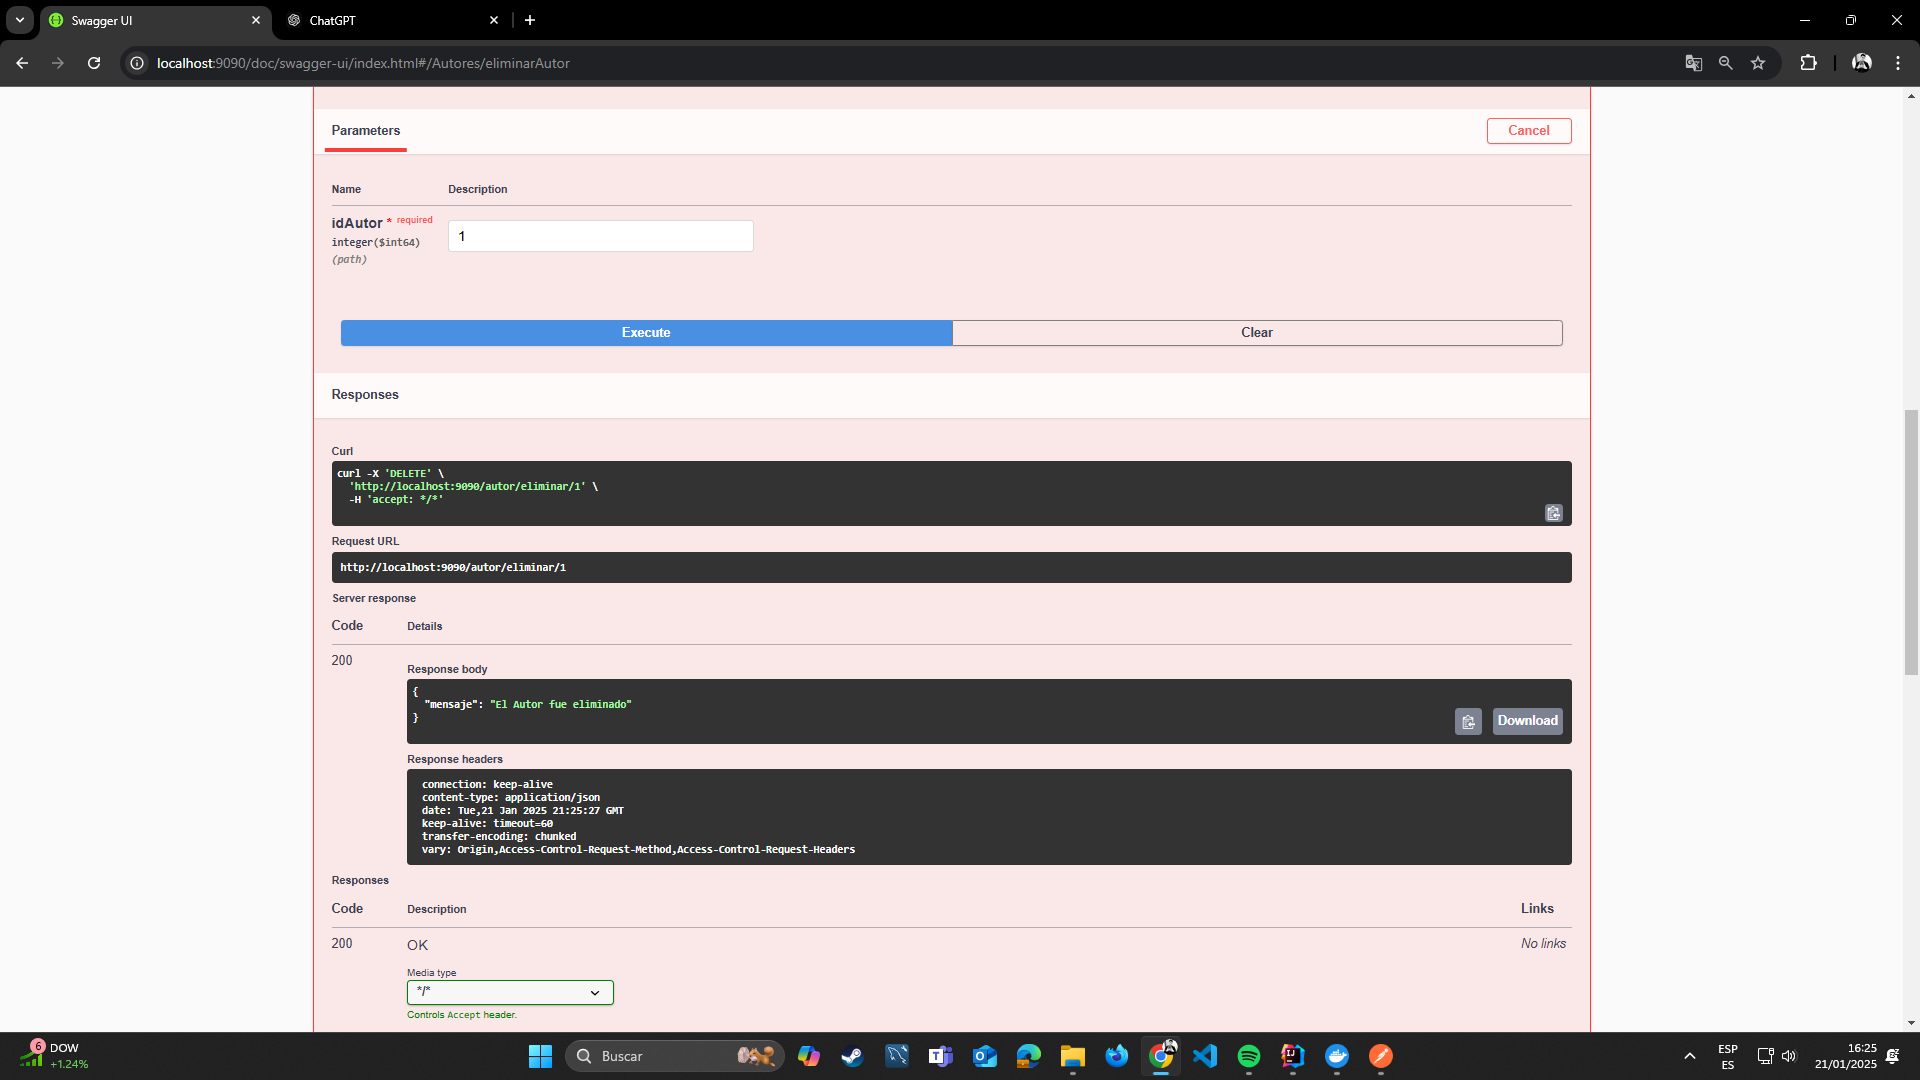 Swagger UI
ChatGPT
localhost:9090/doc/swagger-ui/index.html#/Autores/eliminarAutor
Parameters
Cancel
Name Description
idAutor * required
integer($int64)
(path)
1
Execute
Clear
Responses
Curl
curl -X 'DELETE' \
'http://localhost:9090/autor/eliminar/1' \
-H 'accept: */*'
Request URL
http://localhost:9090/autor/eliminar/1
Server response
Code Details
200
Response body
{
"mensaje": "El Autor fue eliminado"
}
Download
Response headers
connection: keep-alive
content-type: application/json
date: Tue,21 Jan 2025 21:25:27 GMT
keep-alive: timeout=60
transfer-encoding: chunked
vary: Origin,Access-Control-Request-Method,Access-Control-Request-Headers
Responses
Code Description Links
200 OK No links
Media type
*/*
Controls Accept header.
6
DOW
+1.24%
Buscar
ESP
ES
16:25
21/01/2025